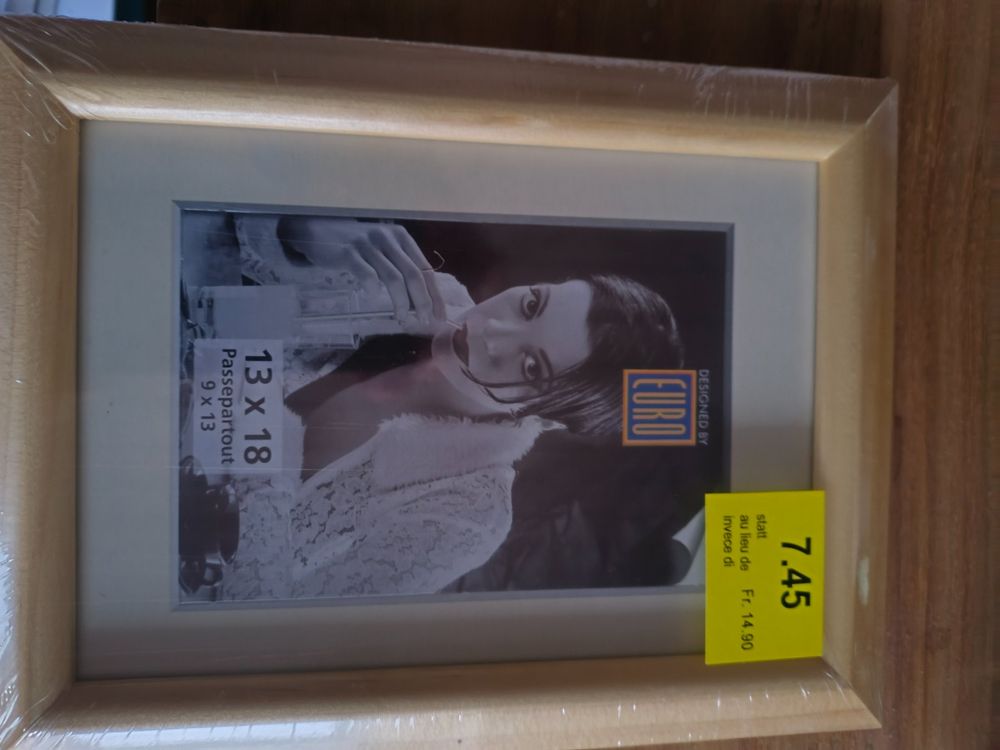 DESIGNED BY
EURO
7.45
statt
au lieu de Fr. 14.90
invece di
13 x 18
Passepartout
9 x 13